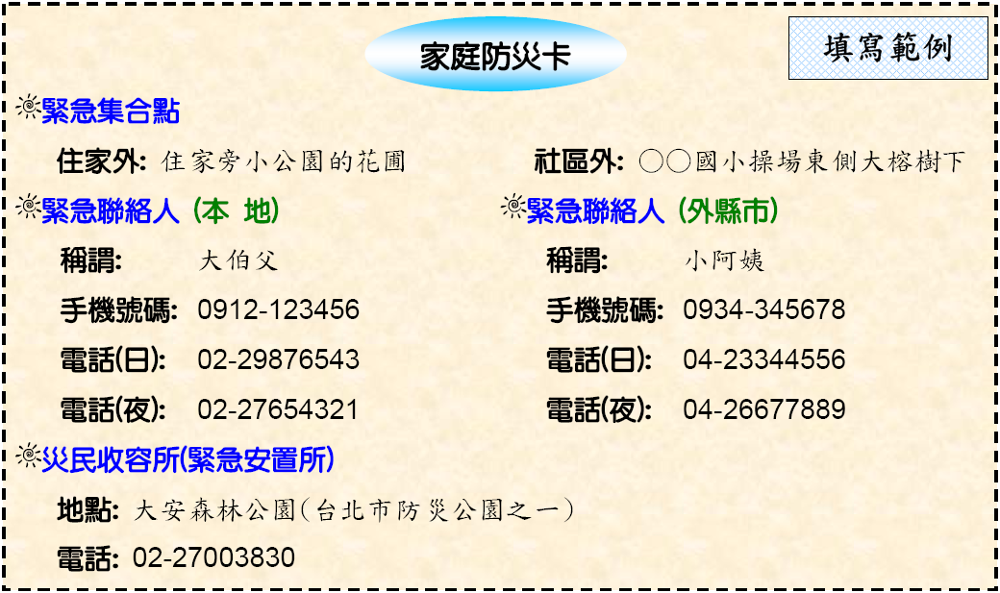 家庭防災卡
填寫範例
緊急集合點
住家外: 住家旁小公園的花圃 社區外: ○○國小操場東側大榕樹下
緊急聯絡人 (本 地) 緊急聯絡人 (外縣市)
稱謂: 大伯父 稱謂: 小阿姨
手機號碼: 0912-123456 手機號碼: 0934-345678
電話(日): 02-29876543 電話(日): 04-23344556
電話(夜): 02-27654321 電話(夜): 04-26677889
災民收容所(緊急安置所)
地點: 大安森林公園(台北市防災公園之一)
電話: 02-27003830